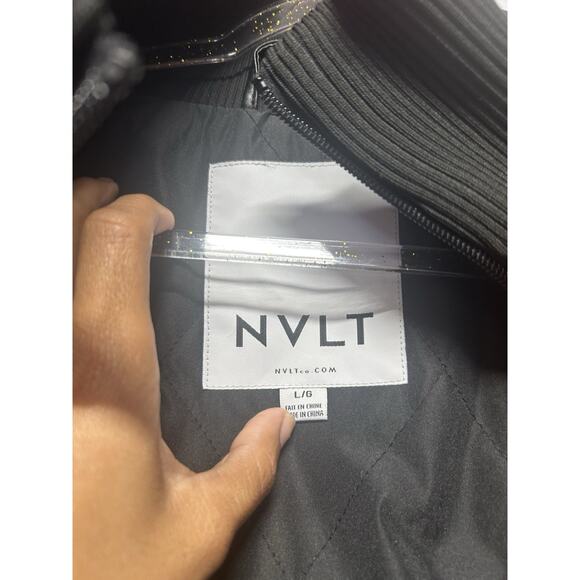 NVLT
NVLTco.COM
L/G
FAIT EN CHINE
MADE IN CHINA